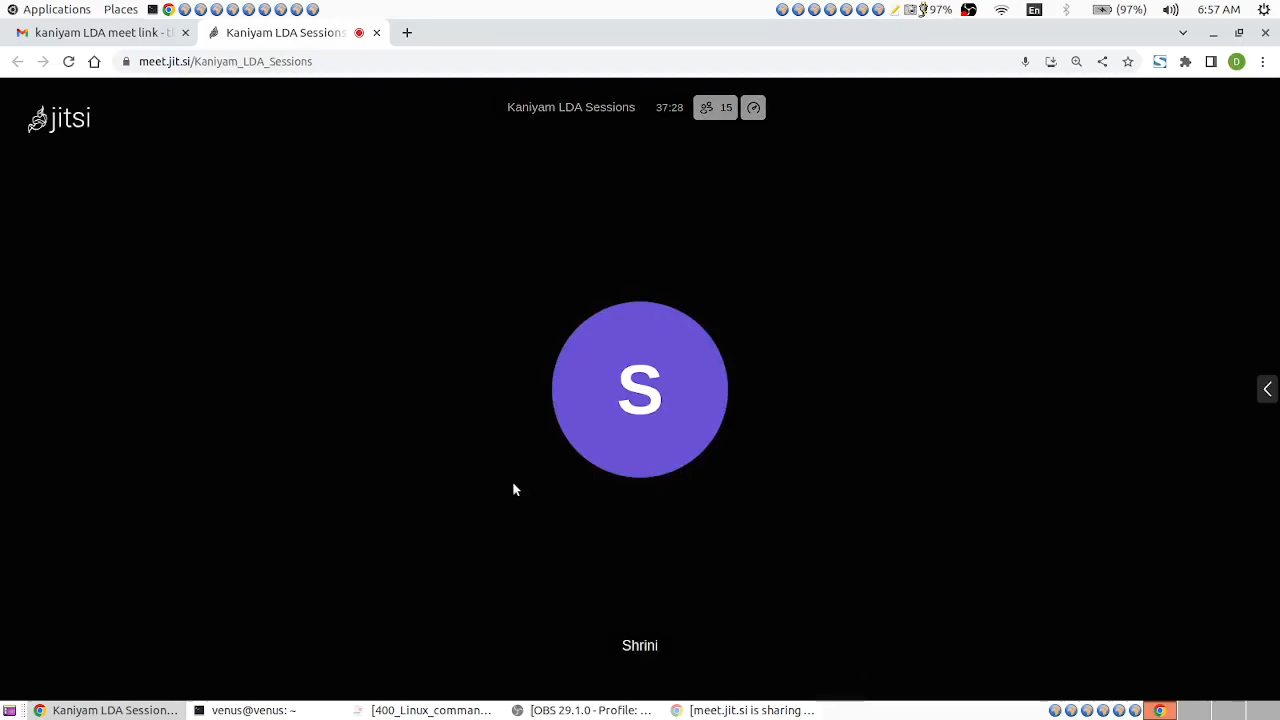 Applications Places 97% En (97%) 6:57 AM
kaniyam LDA meet link - t Kaniyam LDA Sessions
meet.jit.si/Kaniyam_LDA_Sessions D
jitsi
Kaniyam LDA Sessions 37:28 15
S
Shrini
Kaniyam LDA Session... venus@venus: ~ [400_Linux_comman... [OBS 29.1.0 - Profile: ... [meet.jit.si is sharing ...